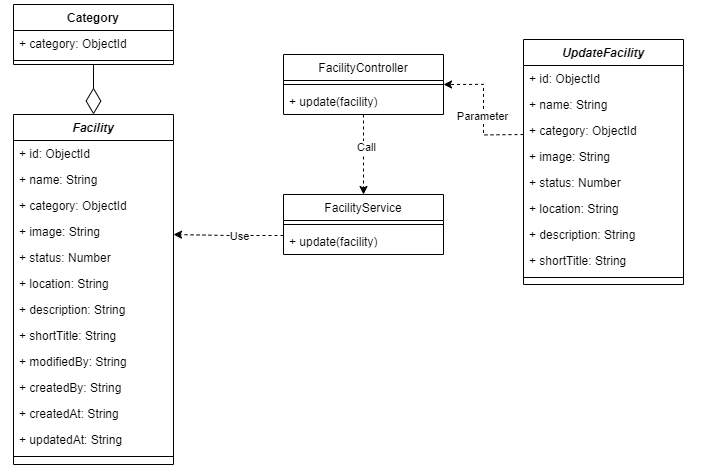 Category
+ category: ObjectId
Facility
+ id: ObjectId
+ name: String
+ category: ObjectId
+ image: String
+ status: Number
+ location: String
+ description: String
+ shortTitle: String
+ modifiedBy: String
+ createdBy: String
+ createdAt: String
+ updatedAt: String
Use
FacilityController
+ update(facility)
Call
FacilityService
+ update(facility)
Parameter
UpdateFacility
+ id: ObjectId
+ name: String
+ category: ObjectId
+ image: String
+ status: Number
+ location: String
+ description: String
+ shortTitle: String